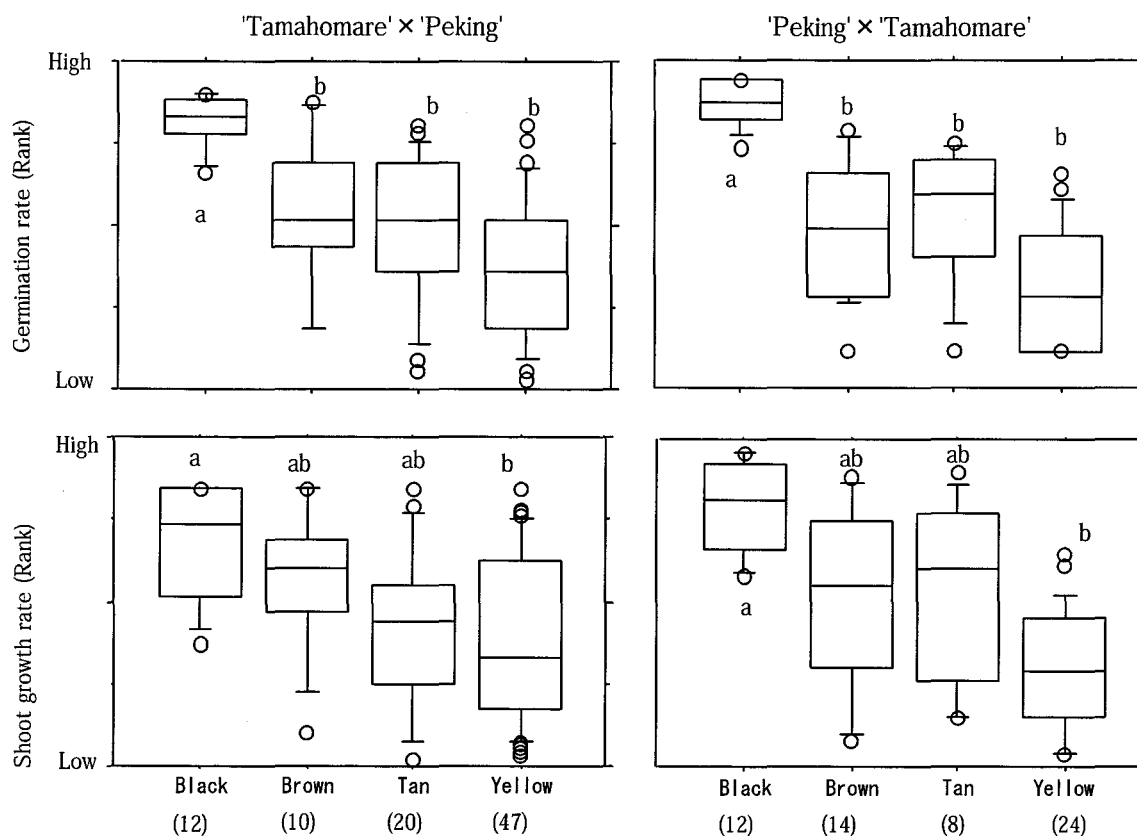 'Tamahomare' × 'Peking' 'Peking' × 'Tamahomare'
High
Germination rate (Rank)
a b b b
a b b b
Low
High
Shoot growth rate (Rank)
a ab ab b
a ab ab b
Low
Black Brown Tan Yellow Black Brown Tan Yellow
(12) (10) (20) (47) (12) (14) (8) (24)